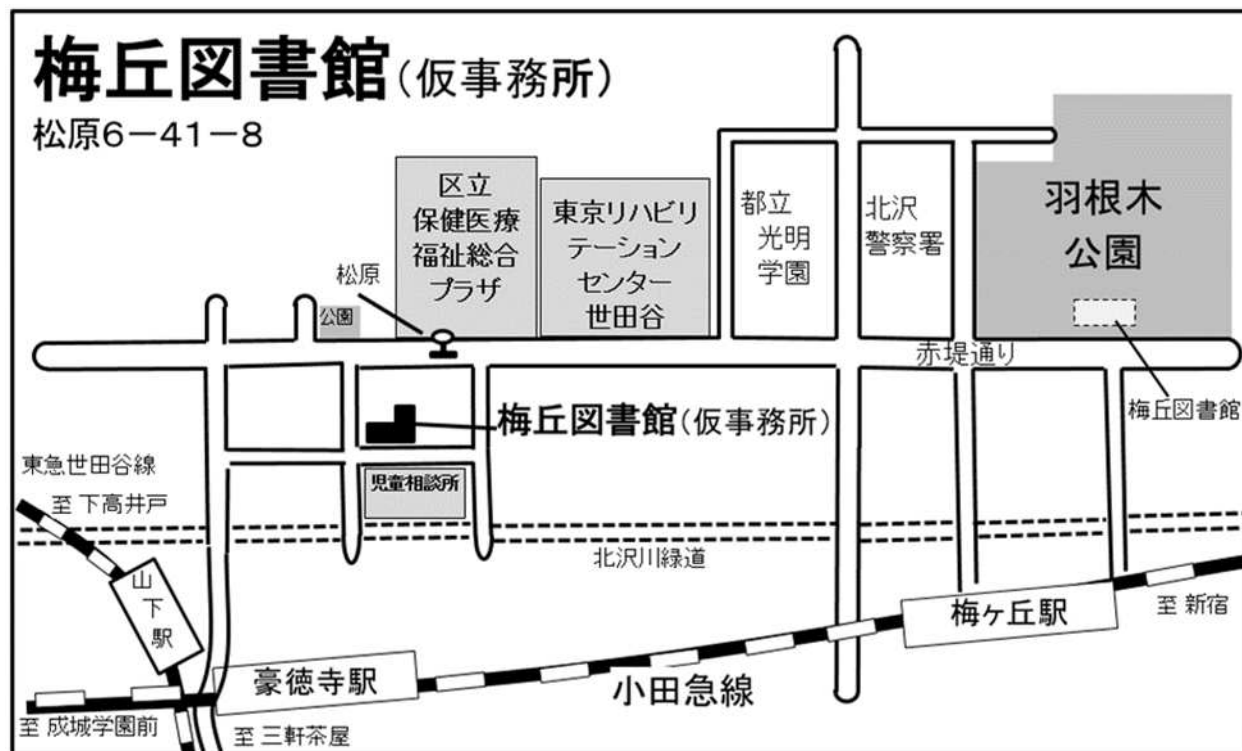 梅丘図書館(仮事務所)
松原6-41-8
区立
保健医療
福祉総合
プラザ
東京リハビリ
テーション
センター
世田谷
都立
光明
学園
北沢
警察署
羽根木
公園
松原
公園
赤堤通り
梅丘図書館
梅丘図書館(仮事務所)
児童相談所
東急世田谷線
至 下高井戸
北沢川緑道
山下駅
梅ヶ丘駅
至 新宿
豪徳寺駅
小田急線
至 成城学園前
至 三軒茶屋